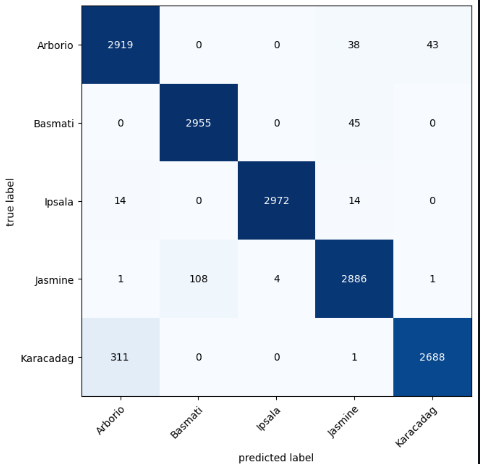 Arborio 2919 0 0 38 43
Basmati 0 2955 0 45 0
Ipsala 14 0 2972 14 0
Jasmine 1 108 4 2886 1
Karacadag 311 0 0 1 2688
true label
Arborio Basmati Ipsala Jasmine Karacadag
predicted label